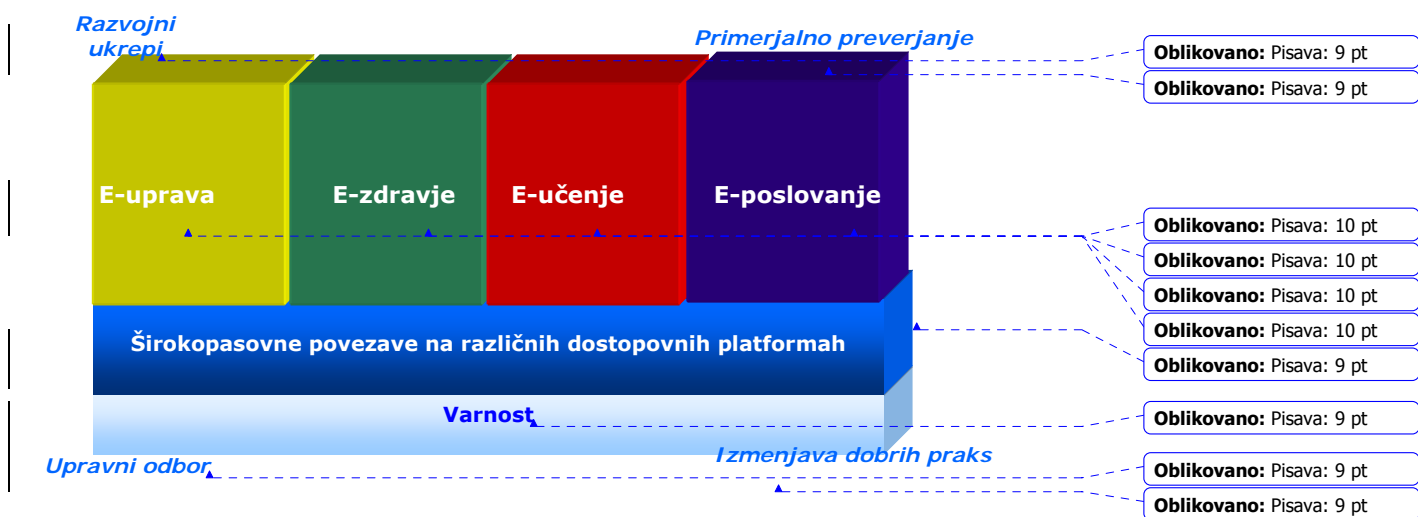 Razvojni
ukrepi
Primerjalno preverjanje
Oblikovano: Pisava: 9 pt
Oblikovano: Pisava: 9 pt
E-uprava
E-zdravje
E-učenje
E-poslovanje
Oblikovano: Pisava: 10 pt
Oblikovano: Pisava: 10 pt
Oblikovano: Pisava: 10 pt
Oblikovano: Pisava: 10 pt
Širokopasovne povezave na različnih dostopovnih platformah
Oblikovano: Pisava: 9 pt
Varnost
Oblikovano: Pisava: 9 pt
Upravni odbor
Izmenjava dobrih praks
Oblikovano: Pisava: 9 pt
Oblikovano: Pisava: 9 pt